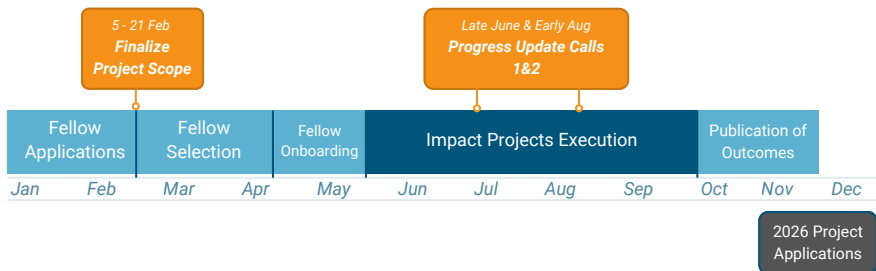 5 - 21 Feb
Finalize
Project Scope
Late June & Early Aug
Progress Update Calls
1&2
Fellow
Applications
Fellow
Selection
Fellow
Onboarding
Impact Projects Execution
Publication of
Outcomes
Jan Feb Mar Apr May Jun Jul Aug Sep Oct Nov Dec
2026 Project
Applications